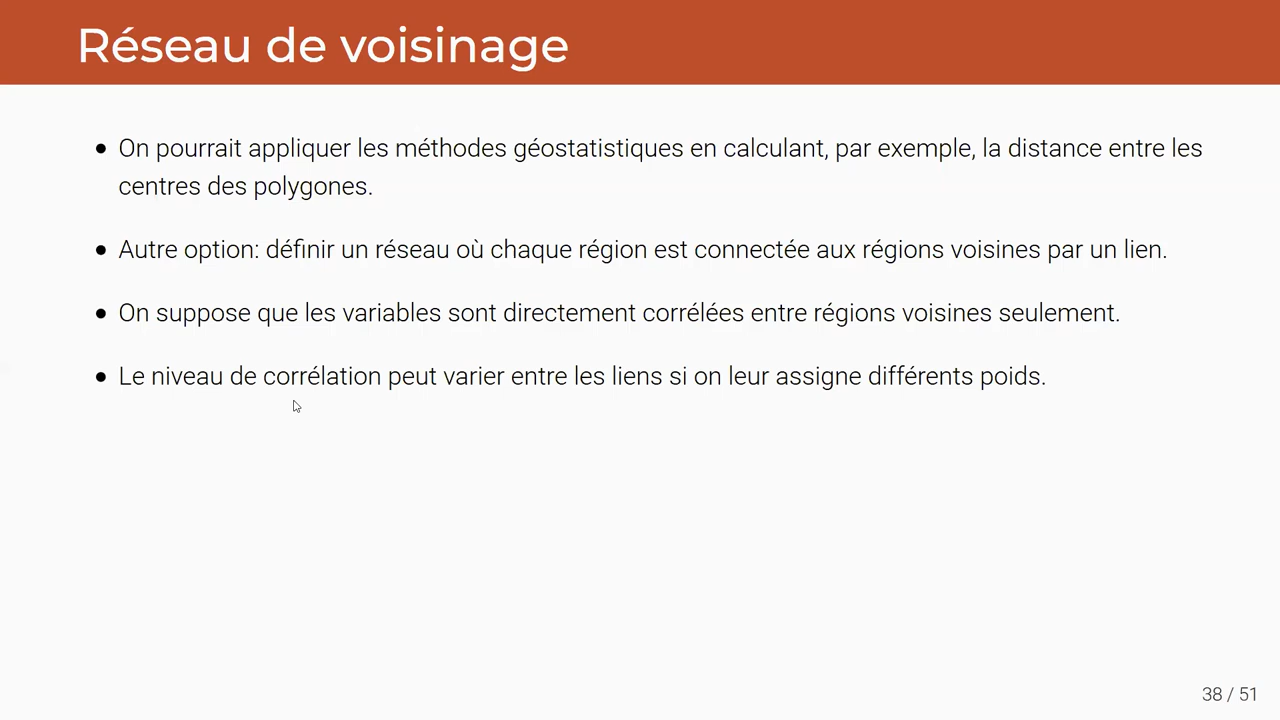 Réseau de voisinage
On pourrait appliquer les méthodes géostatistiques en calculant, par exemple, la distance entre les
centres des polygones.
Autre option: définir un réseau où chaque région est connectée aux régions voisines par un lien.
On suppose que les variables sont directement corrélées entre régions voisines seulement.
Le niveau de corrélation peut varier entre les liens si on leur assigne différents poids.
38 / 51